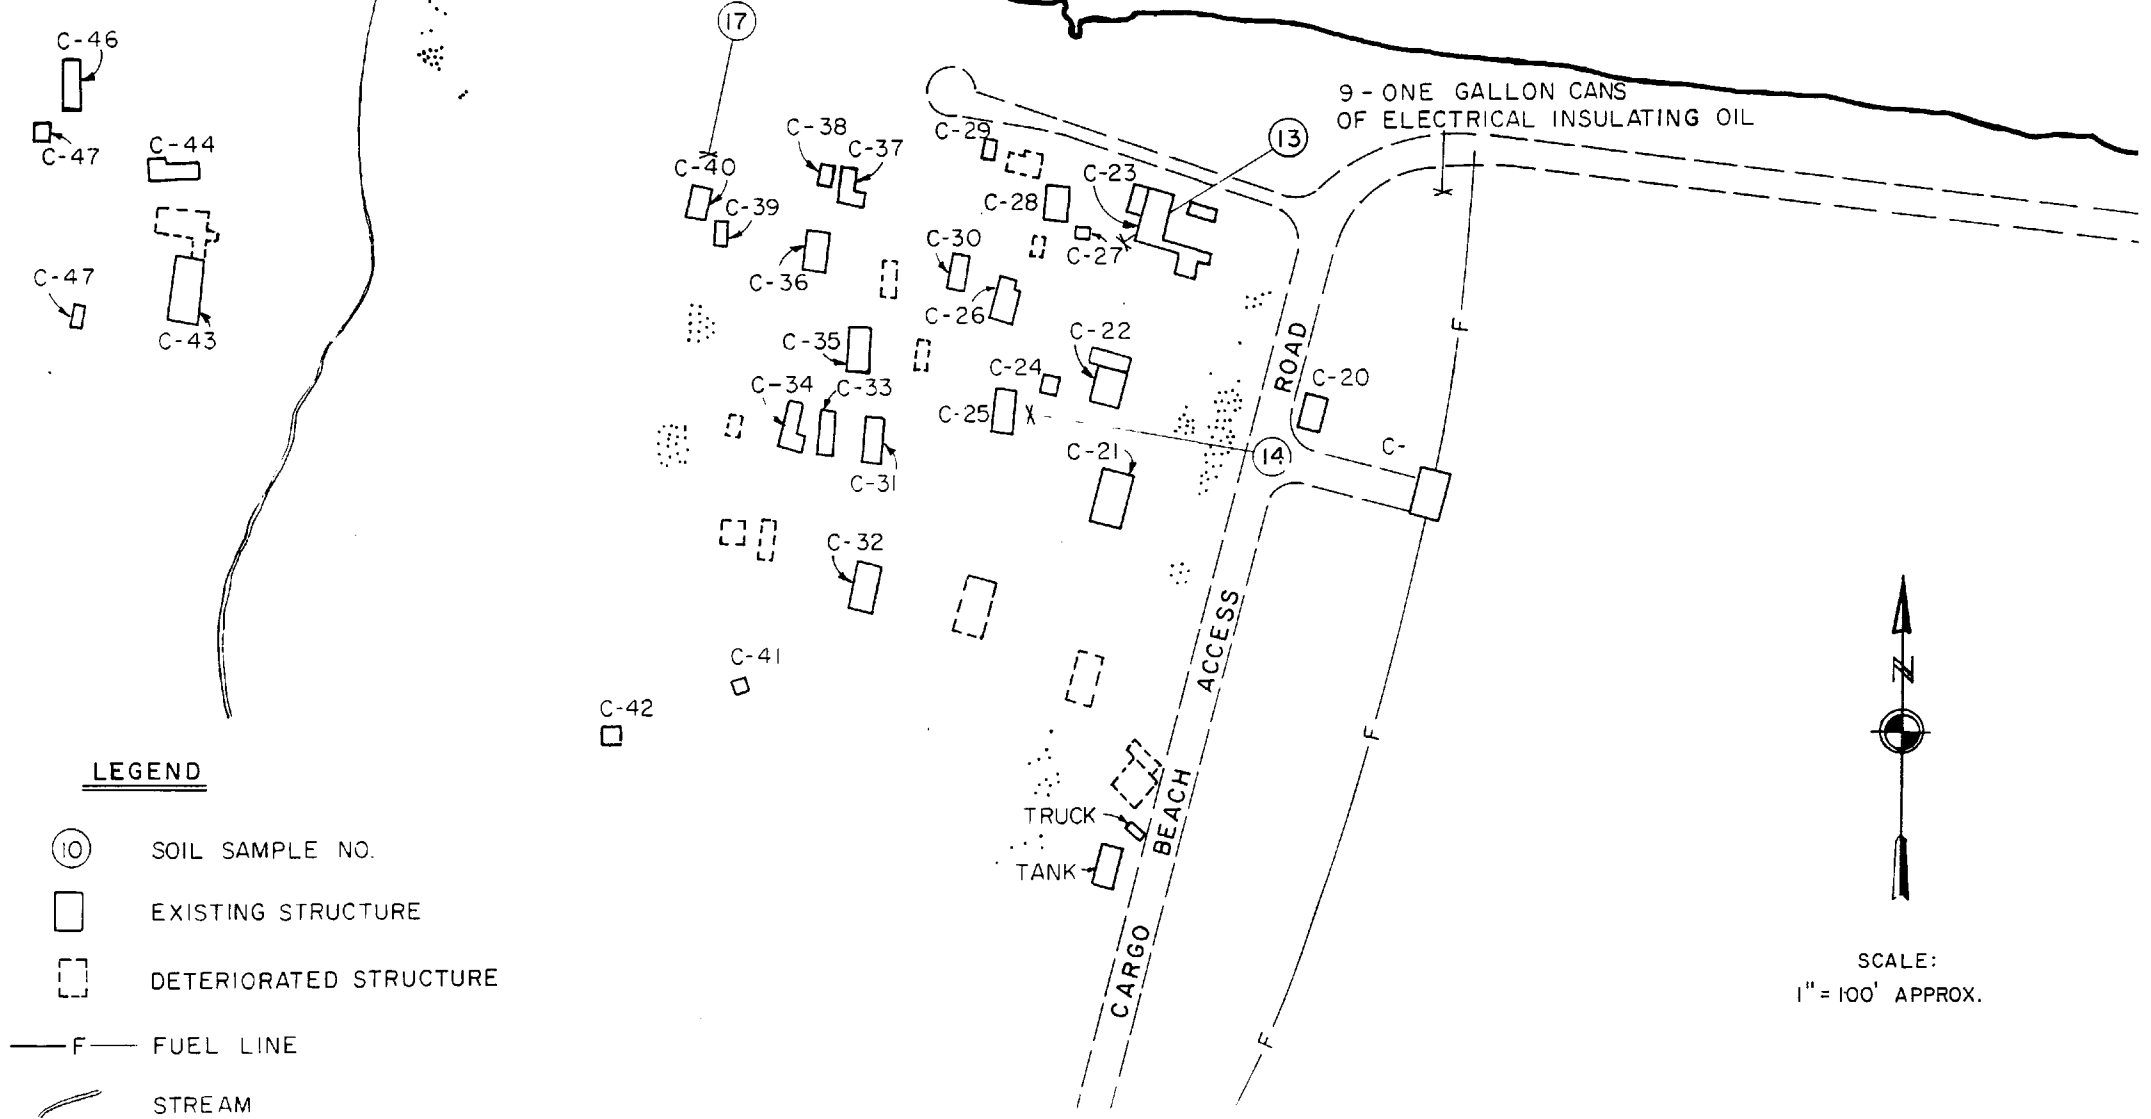 17
C-46
9 - ONE GALLON CANS
OF ELECTRICAL INSULATING OIL
C-47
C-44
C-38
C-37
C-29
13
C-40
C-23
C-39
C-28
C-36
C-30
C-27
C-47
C-43
C-26
C-35
C-22
ROAD
C-24
C-20
C-34
C-33
C-25
X
F
C-21
14
C-
C-31
C-32
ACCESS
N
C-41
C-42
F
BEACH
TRUCK
TANK
CARGO
F
LEGEND
10 SOIL SAMPLE NO.
EXISTING STRUCTURE
DETERIORATED STRUCTURE
F FUEL LINE
STREAM
SCALE:
1" = 100' APPROX.